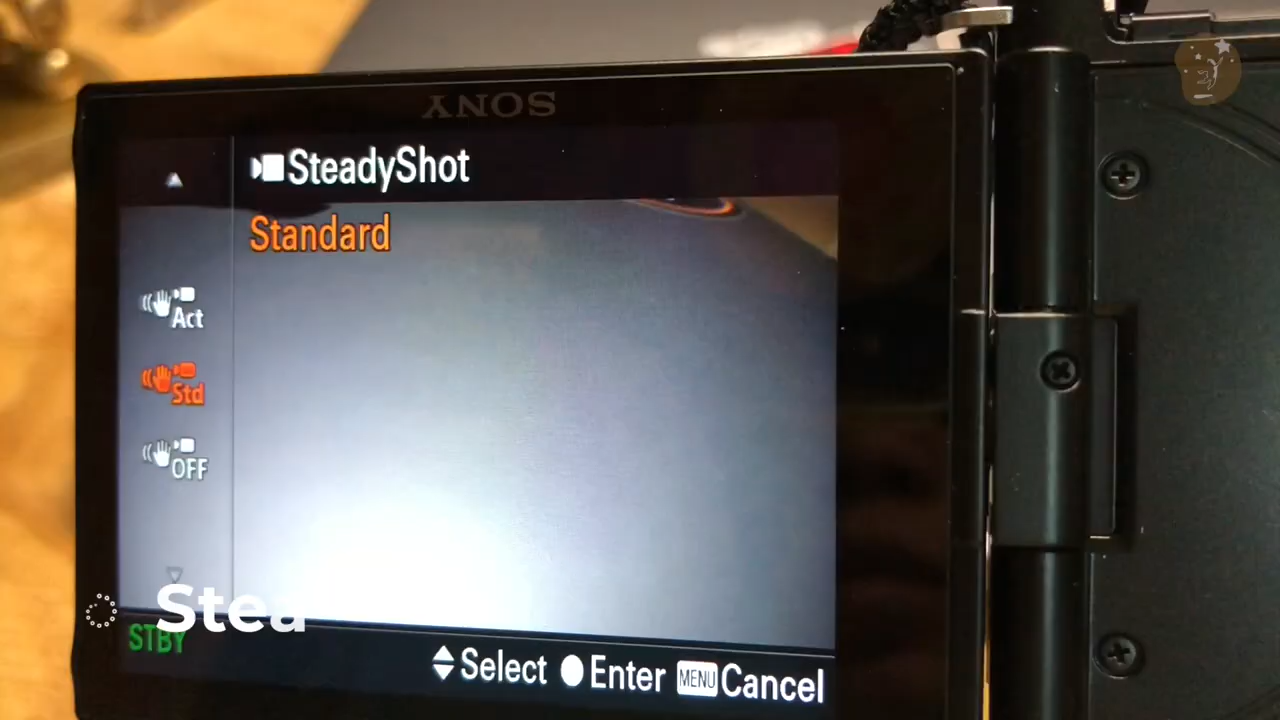 SONY
SteadyShot
Standard
Act
Std
OFF
Stea
STBY
Select Enter MENU Cancel